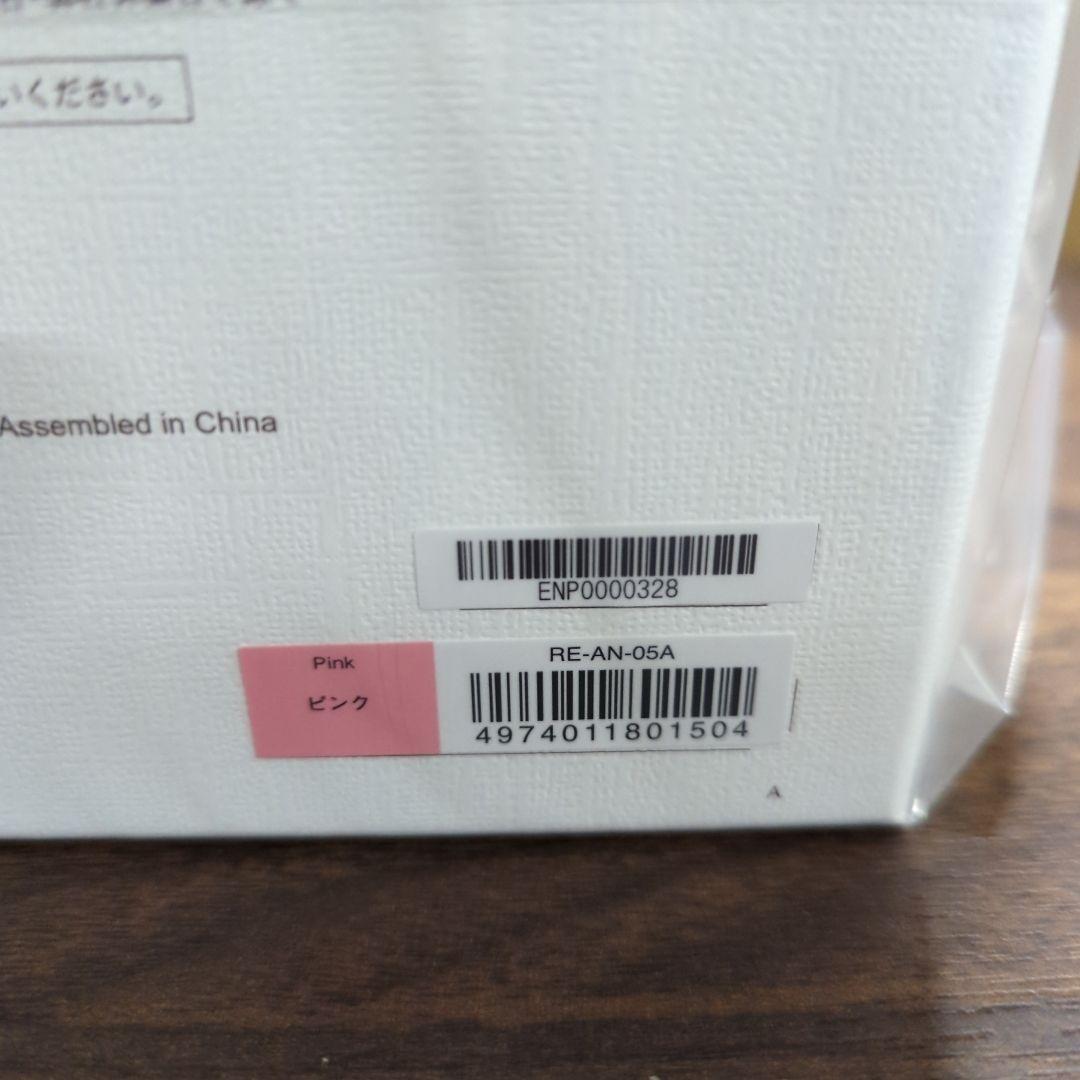 いください。
Assembled in China
ENP0000328
Pink
ピンク
RE-AN-05A
4974011801504
A